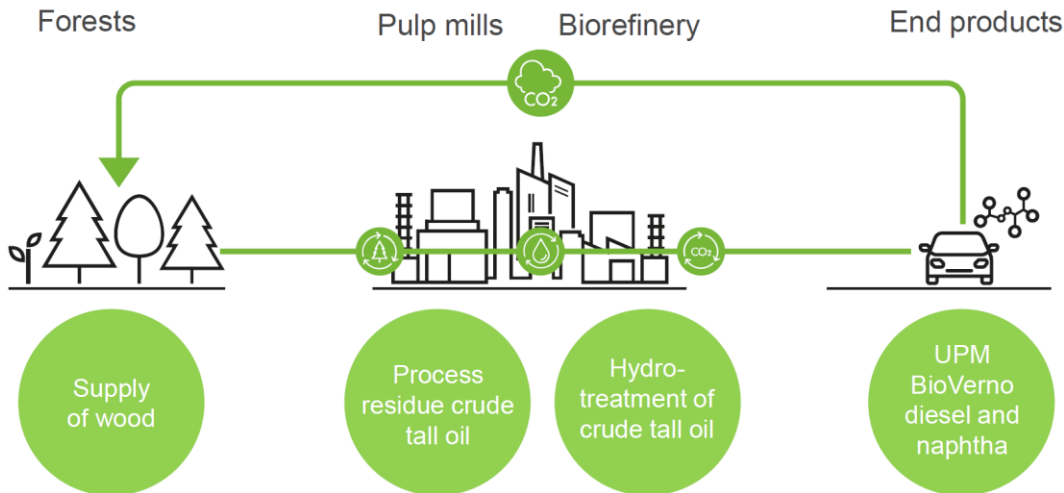 Forests
Pulp mills
Biorefinery
End products
CO2
CO2
Supply
of wood
Process
residue crude
tall oil
Hydro-
treatment of
crude tall oil
UPM
BioVerno
diesel and
naphtha